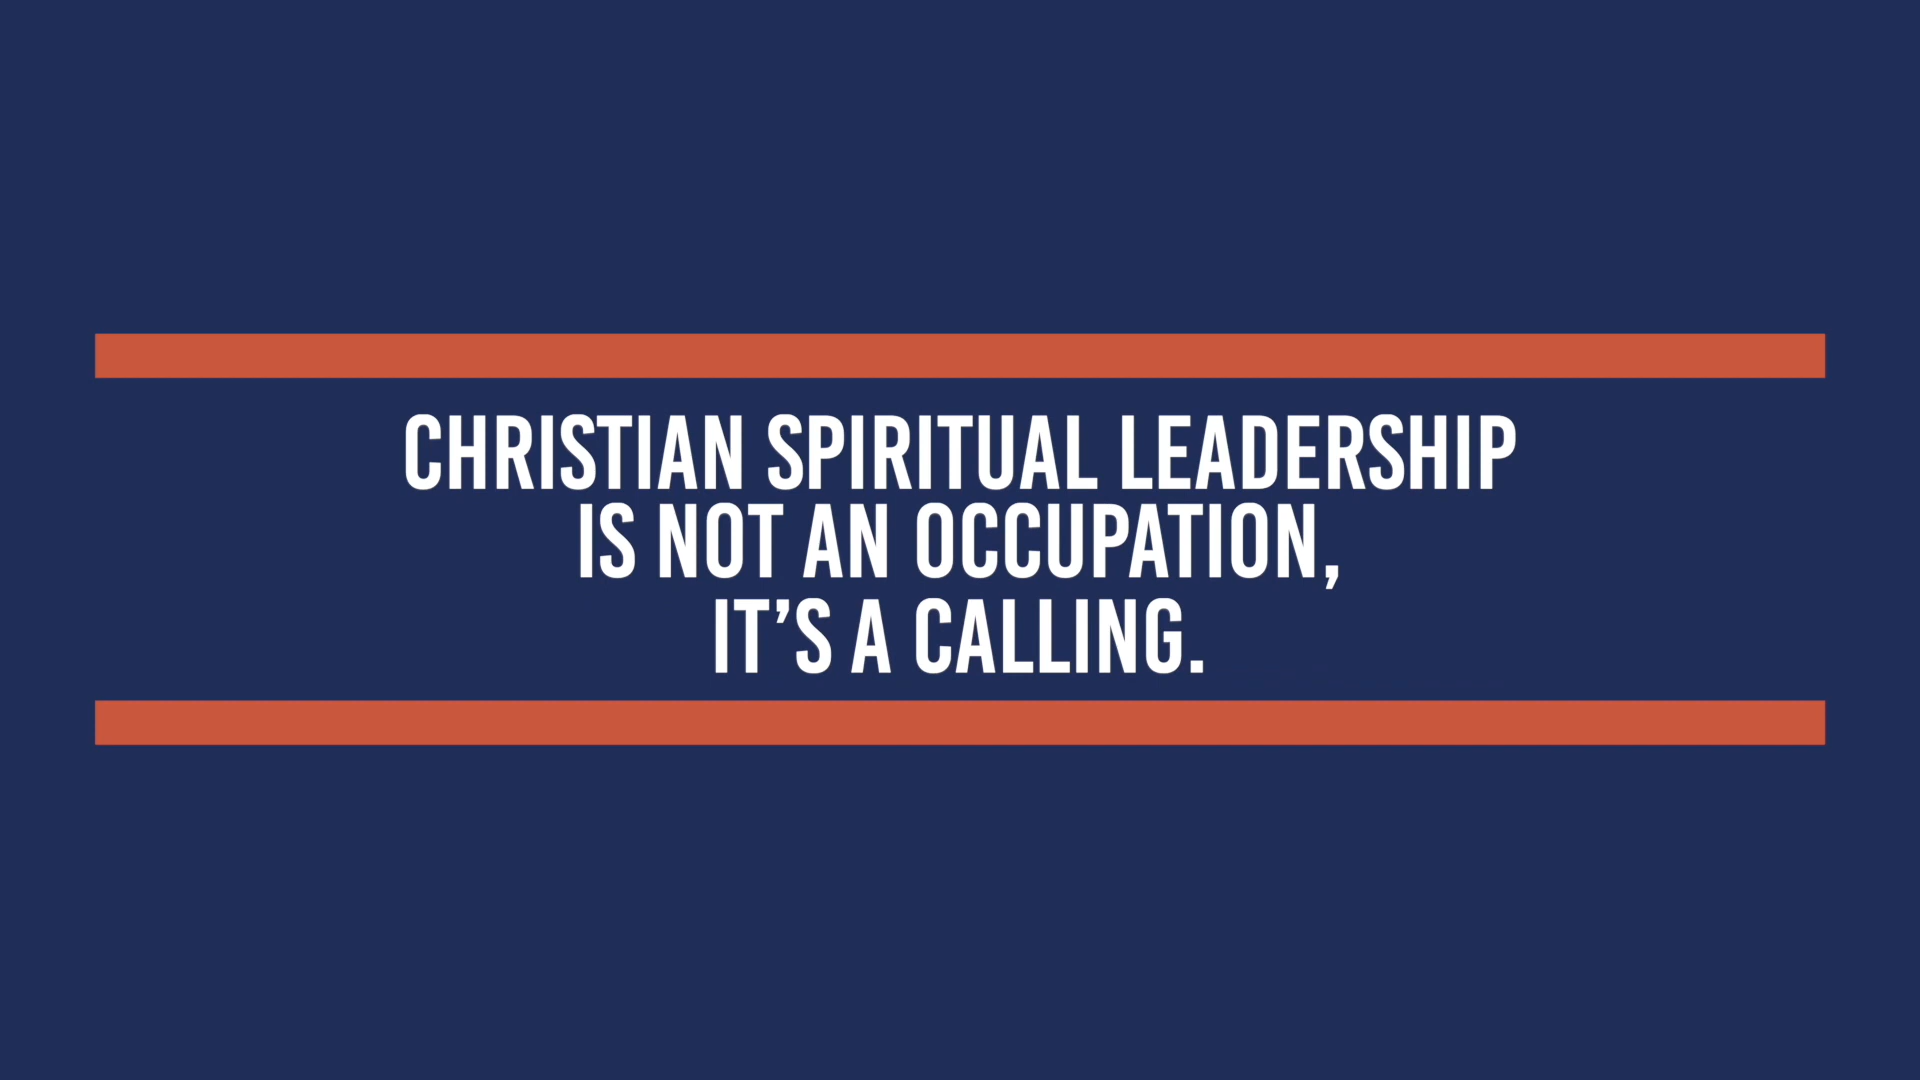 CHRISTIAN SPIRITUAL LEADERSHIP
IS NOT AN OCCUPATION,
IT’S A CALLING.